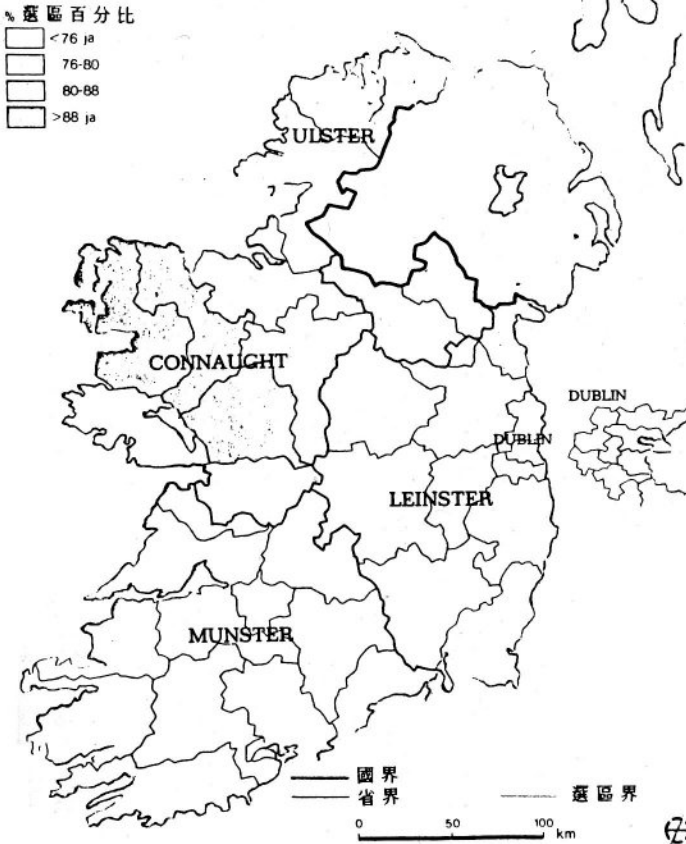 % 選區百分比
<76 ja
76-80
80-88
>88 ja
ULSTER
CONNAUGHT
DUBLIN
DUBLIN
LEINSTER
MUNSTER
國界
省界
選區界
0 50 100
km